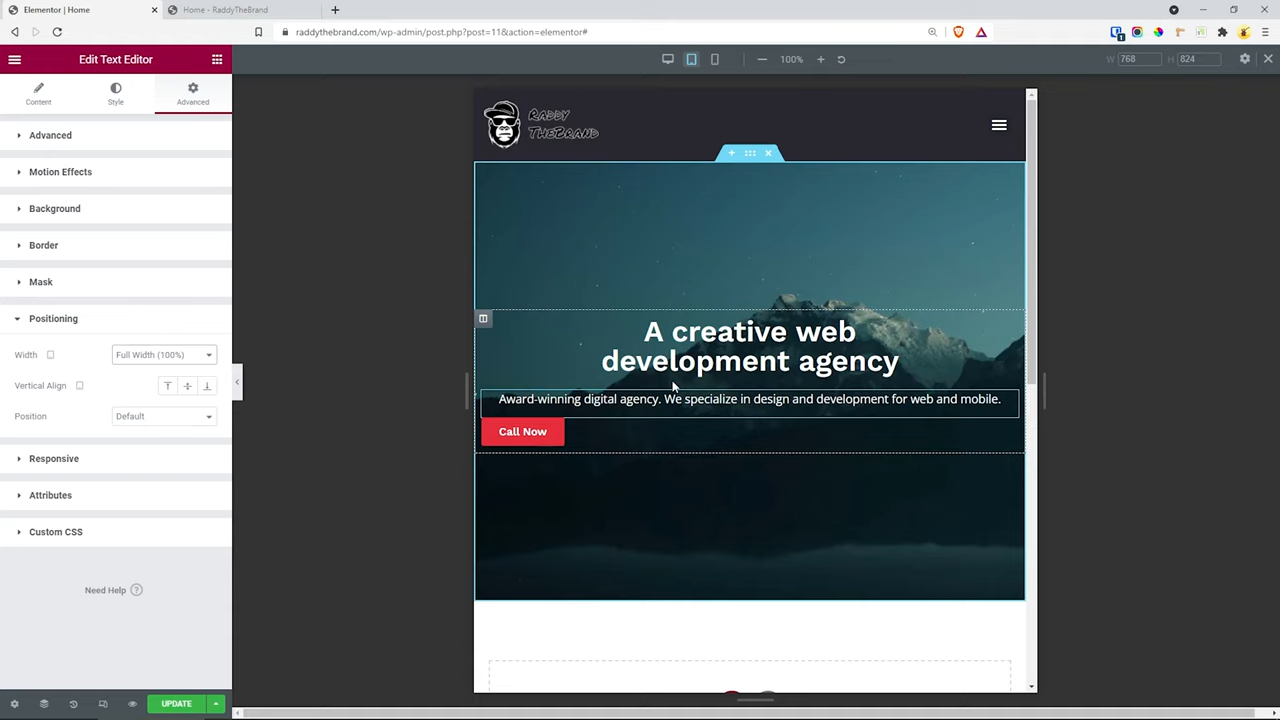 Elementor | Home
Home - RaddyTheBrand
raddythebrand.com/wp-admin/post.php?post=11&action=elementor#
Edit Text Editor
100%
W 768
H 824
Content
Style
Advanced
Advanced
Motion Effects
Background
Border
Mask
Positioning
Width
Full Width (100%)
Vertical Align
Position
Default
Responsive
Attributes
Custom CSS
Need Help ?
UPDATE
Raddy
TheBrand
A creative web
development agency
Award-winning digital agency. We specialize in design and development for web and mobile.
Call Now